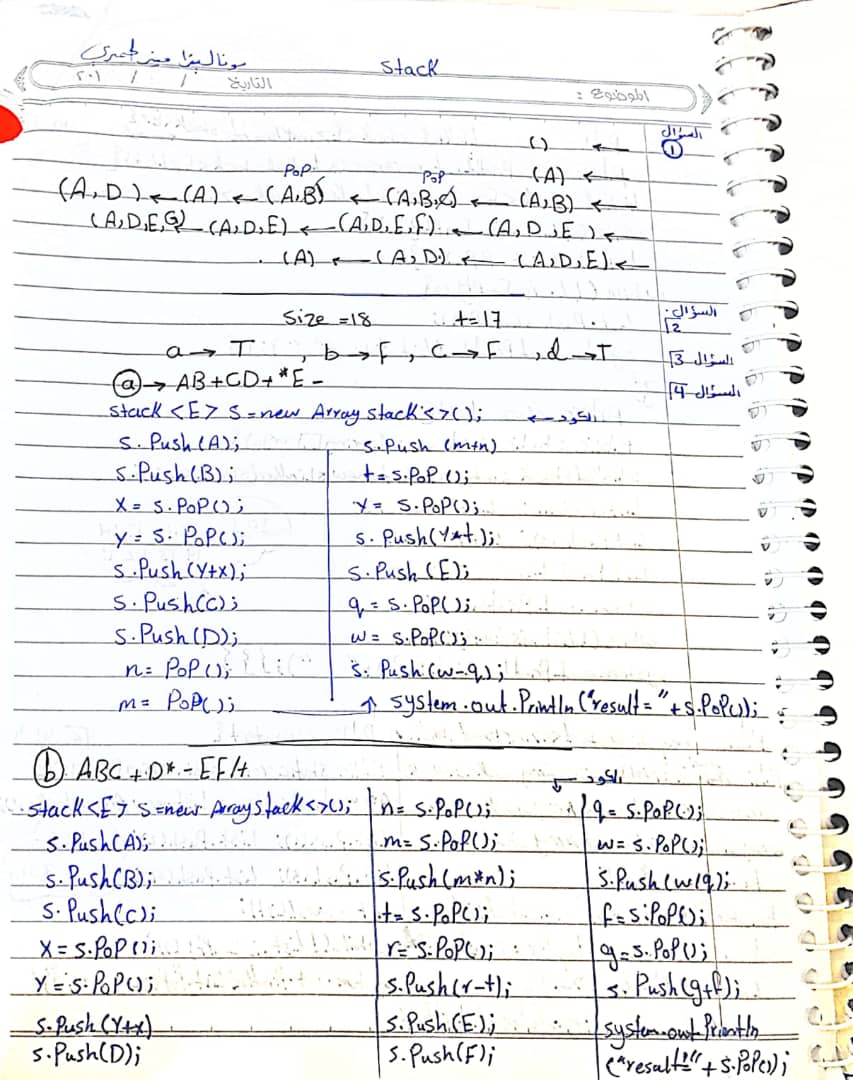 Stack
الموضوع :
التاريخ / / ٢٠١
السؤال ①
← ()
← (A)
← (A,B) ← (A,B,C) pop ← (A,B) pop ← (A) ← (A,D)
← (A,D,E) ← (A,D,E,F) ← (A,D,E) (A,D,E,G)
← (A,D,E) ← (A,D) ← (A) .
السؤال 2 t=17 Size =18
السؤال 3 a → T , b → F , c → F , d → T
السؤال 4 ⓐ → AB+CD+*E -
stack <E> S = new Array stack <>(); ← الكود
s. Push(A);
s. Push(B);
X = s. PoP();
y = s. PoP();
s. Push(Y+x);
s. Push(C);
s. Push(D);
n= PoP();
m= PoP();
s. Push (m+n)
t= s.PoP ();
Y= s.PoP();
s. Push(Y*t);
s. Push (E);
q = s. PoP();
w = s.PoP();
s. Push (w-q);
↑ system.out.Println ("result= "+s.PoP());
ⓑ ABC + D* - EF/+
الكود
stack<E> s=new Arraystack<>();
s. Push(A);
s. Push(B);
s. Push(c);
X = s.PoP ();
Y = s. PoP();
s. Push (Y+x)
s. Push(D);
n= s.PoP();
m= s.PoP();
s. Push(m*n);
t= s.PoP();
r= s.PoP();
s. Push(r-t);
s. Push(E);
s. Push(F);
q= s.PoP();
w= s.PoP();
s. Push(w/q);
f= s.PoP();
g= s.PoP();
s. Push(g+f);
system.out.Println
("result="+s.PoP());